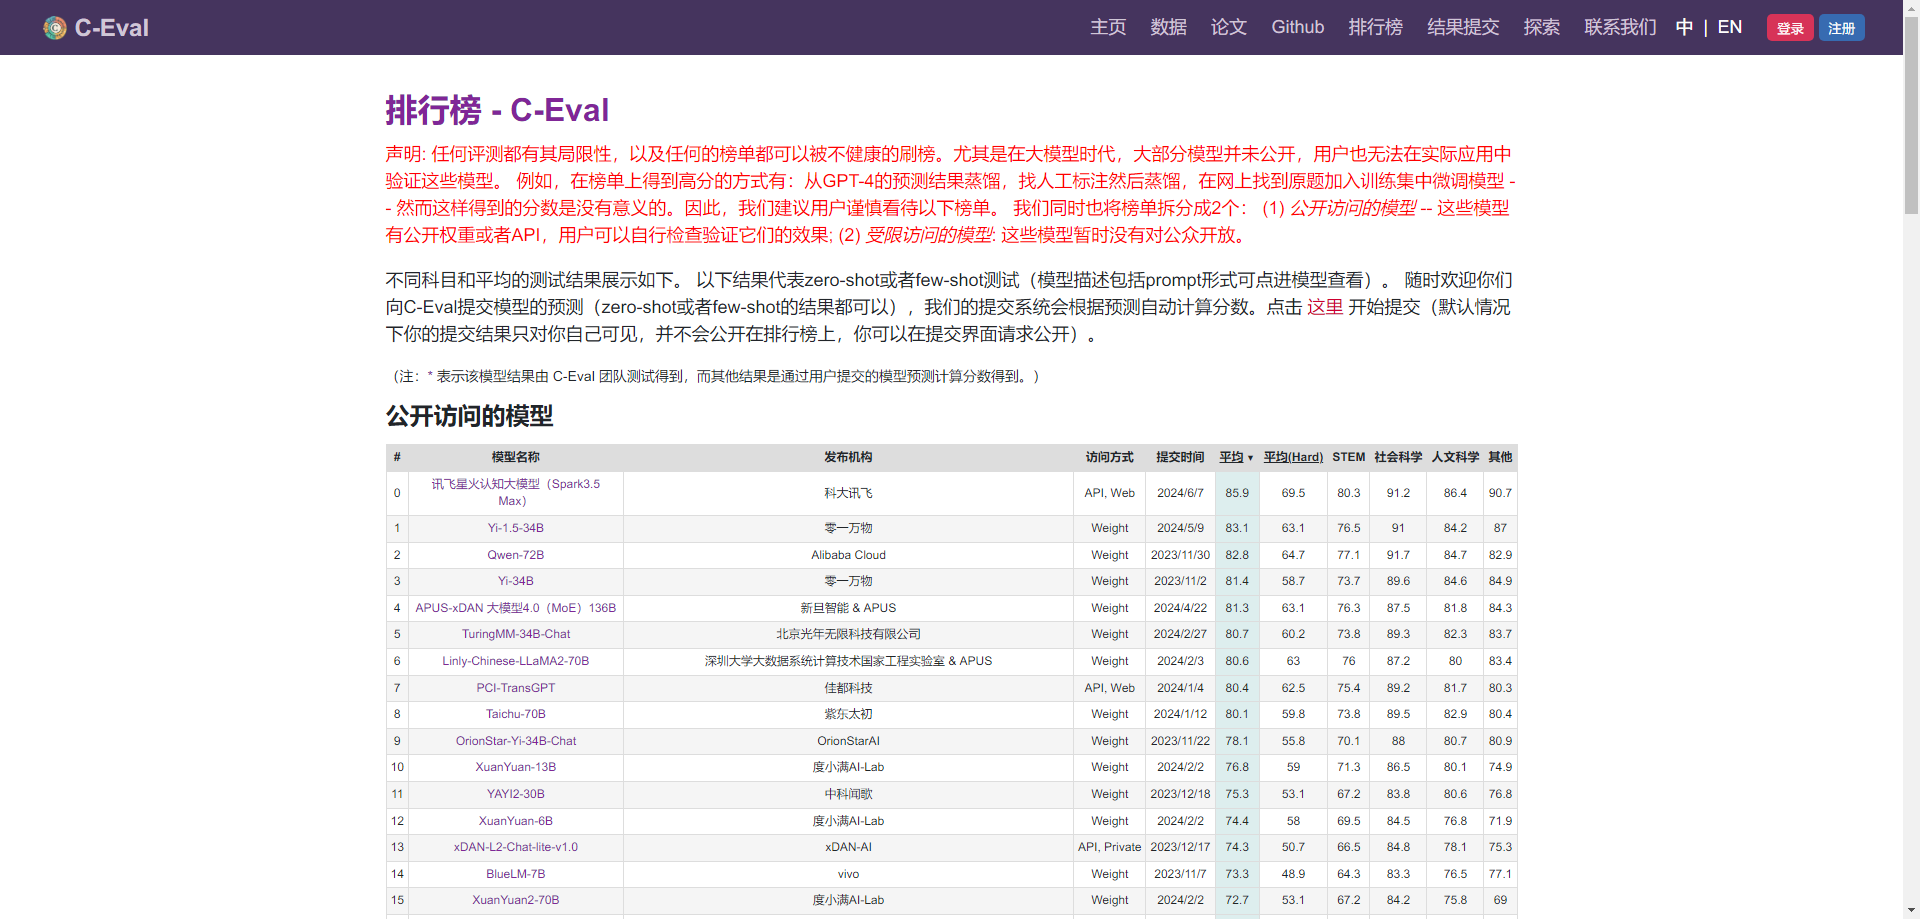 C-Eval
主页 数据 论文 Github 排行榜 结果提交 探索 联系我们 中 | EN 登录 注册
排行榜 - C-Eval
声明: 任何评测都有其局限性，以及任何的榜单都可以被不健康的刷榜。尤其是在大模型时代，大部分模型并未公开，用户也无法在实际应用中
验证这些模型。 例如，在榜单上得到高分的方式有：从GPT-4的预测结果蒸馏，找人工标注然后蒸馏，在网上找到原题加入训练集中微调模型 -
- 然而这样得到的分数是没有意义的。因此，我们建议用户谨慎看待以下榜单。 我们同时也将榜单拆分成2个： (1) 公开访问的模型 -- 这些模型
有公开权重或者API，用户可以自行检查验证它们的效果; (2) 受限访问的模型: 这些模型暂时没有对公众开放。
不同科目和平均的测试结果展示如下。 以下结果代表zero-shot或者few-shot测试（模型描述包括prompt形式可点进模型查看）。 随时欢迎你们
向C-Eval提交模型的预测（zero-shot或者few-shot的结果都可以），我们的提交系统会根据预测自动计算分数。点击 这里 开始提交（默认情况
下你的提交结果只对你自己可见，并不会公开在排行榜上，你可以在提交界面请求公开）。
（注：* 表示该模型结果由 C-Eval 团队测试得到，而其他结果是通过用户提交的模型预测计算分数得到。）
公开访问的模型
# 模型名称 发布机构 访问方式 提交时间 平均 ▼ 平均(Hard) STEM 社会科学 人文科学 其他
0 讯飞星火认知大模型（Spark3.5 Max） 科大讯飞 API, Web 2024/6/7 85.9 69.5 80.3 91.2 86.4 90.7
1 Yi-1.5-34B 零一万物 Weight 2024/5/9 83.1 63.1 76.5 91 84.2 87
2 Qwen-72B Alibaba Cloud Weight 2023/11/30 82.8 64.7 77.1 91.7 84.7 82.9
3 Yi-34B 零一万物 Weight 2023/11/2 81.4 58.7 73.7 89.6 84.6 84.9
4 APUS-xDAN 大模型4.0（MoE）136B 新旦智能 & APUS Weight 2024/4/22 81.3 63.1 76.3 87.5 81.8 84.3
5 TuringMM-34B-Chat 北京光年无限科技有限公司 Weight 2024/2/27 80.7 60.2 73.8 89.3 82.3 83.7
6 Linly-Chinese-LLaMA2-70B 深圳大学大数据系统计算技术国家工程实验室 & APUS Weight 2024/2/3 80.6 63 76 87.2 80 83.4
7 PCI-TransGPT 佳都科技 API, Web 2024/1/4 80.4 62.5 75.4 89.2 81.7 80.3
8 Taichu-70B 紫东太初 Weight 2024/1/12 80.1 59.8 73.8 89.5 82.9 80.4
9 OrionStar-Yi-34B-Chat OrionStarAI Weight 2023/11/22 78.1 55.8 70.1 88 80.7 80.9
10 XuanYuan-13B 度小满AI-Lab Weight 2024/2/2 76.8 59 71.3 86.5 80.1 74.9
11 YAYI2-30B 中科闻歌 Weight 2023/12/18 75.3 53.1 67.2 83.8 80.6 76.8
12 XuanYuan-6B 度小满AI-Lab Weight 2024/2/2 74.4 58 69.5 84.5 76.8 71.9
13 xDAN-L2-Chat-lite-v1.0 xDAN-AI API, Private 2023/12/17 74.3 50.7 66.5 84.8 78.1 75.3
14 BlueLM-7B vivo Weight 2023/11/7 73.3 48.9 64.3 83.3 76.5 77.1
15 XuanYuan2-70B 度小满AI-Lab Weight 2024/2/2 72.7 53.1 67.2 84.2 75.8 69